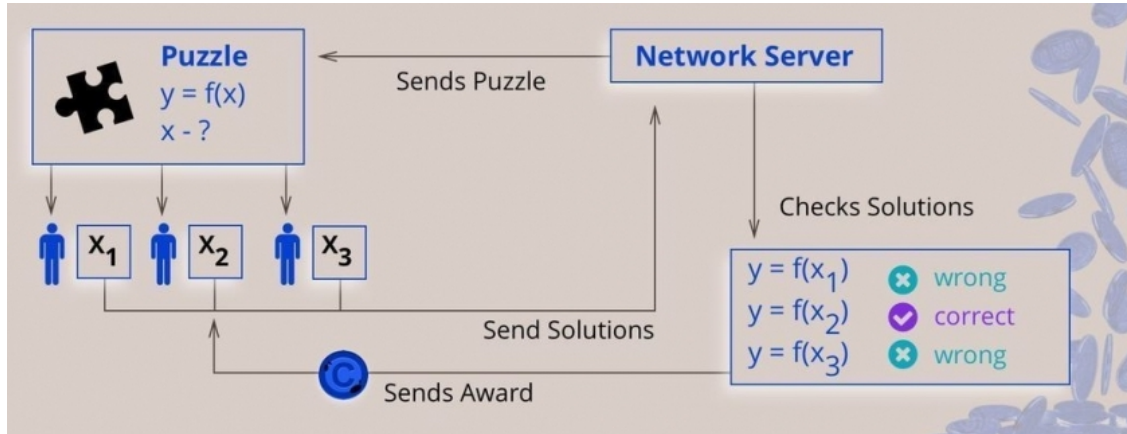 Puzzle
y = f(x)
x - ?
Network Server
Sends Puzzle
Checks Solutions
X1
X2
X3
Send Solutions
y = f(x1)
wrong
y = f(x2)
correct
y = f(x3)
wrong
C
Sends Award